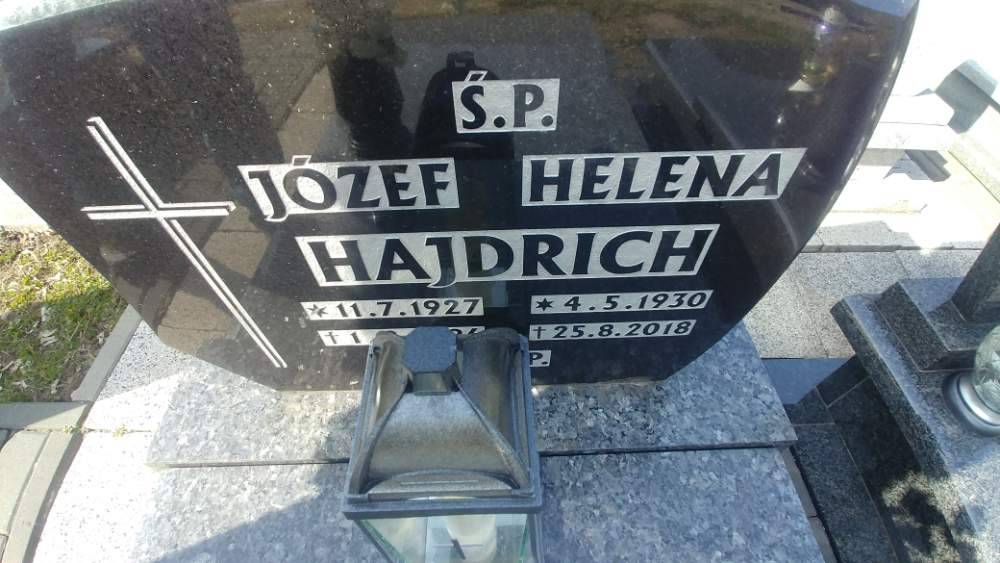 Ś.P.
JÓZEF HELENA
HAJDRICH
* 11.7.1927 * 4.5.1930
† † 25.8.2018